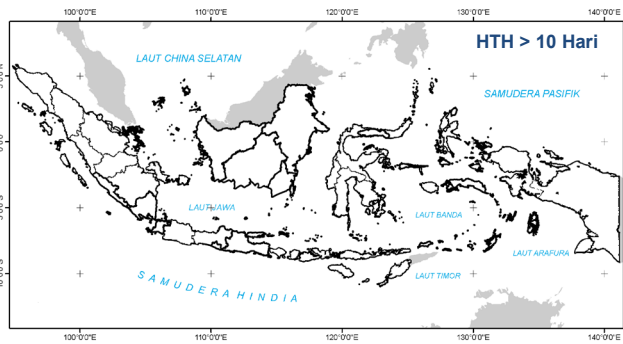 100°0'0"E 110°0'0"E 120°0'0"E 130°0'0"E 140°0'0"E
HTH > 10 Hari
LAUT CHINA SELATAN
SAMUDERA PASIFIK
LAUT JAWA
LAUT BANDA
LAUT ARAFURA
LAUT TIMOR
SAMUDERA HINDIA
100°0'0"E 110°0'0"E 120°0'0"E 130°0'0"E 140°0'0"E